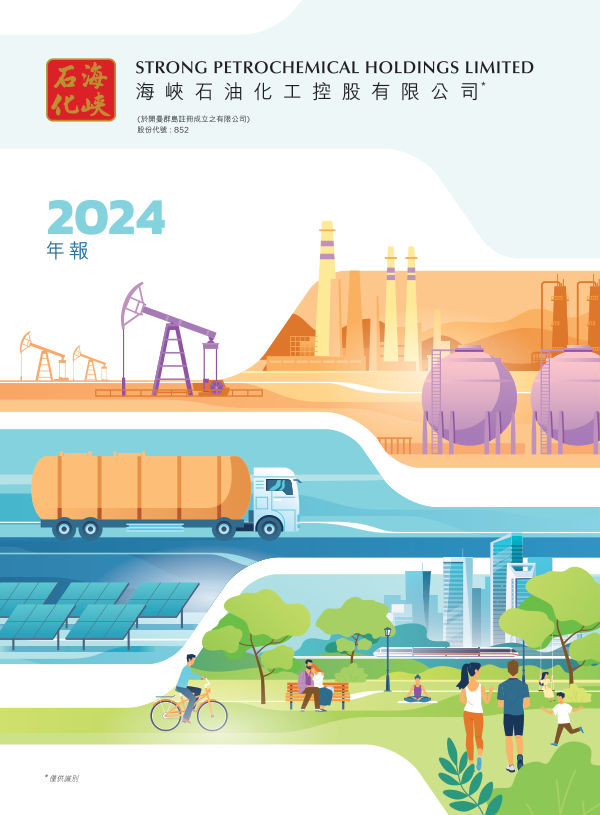 海峽
石化
STRONG PETROCHEMICAL HOLDINGS LIMITED
海峽石油化工控股有限公司*
(於開曼群島註冊成立之有限公司)
股份代號 : 852
2024
年報
* 僅供識別